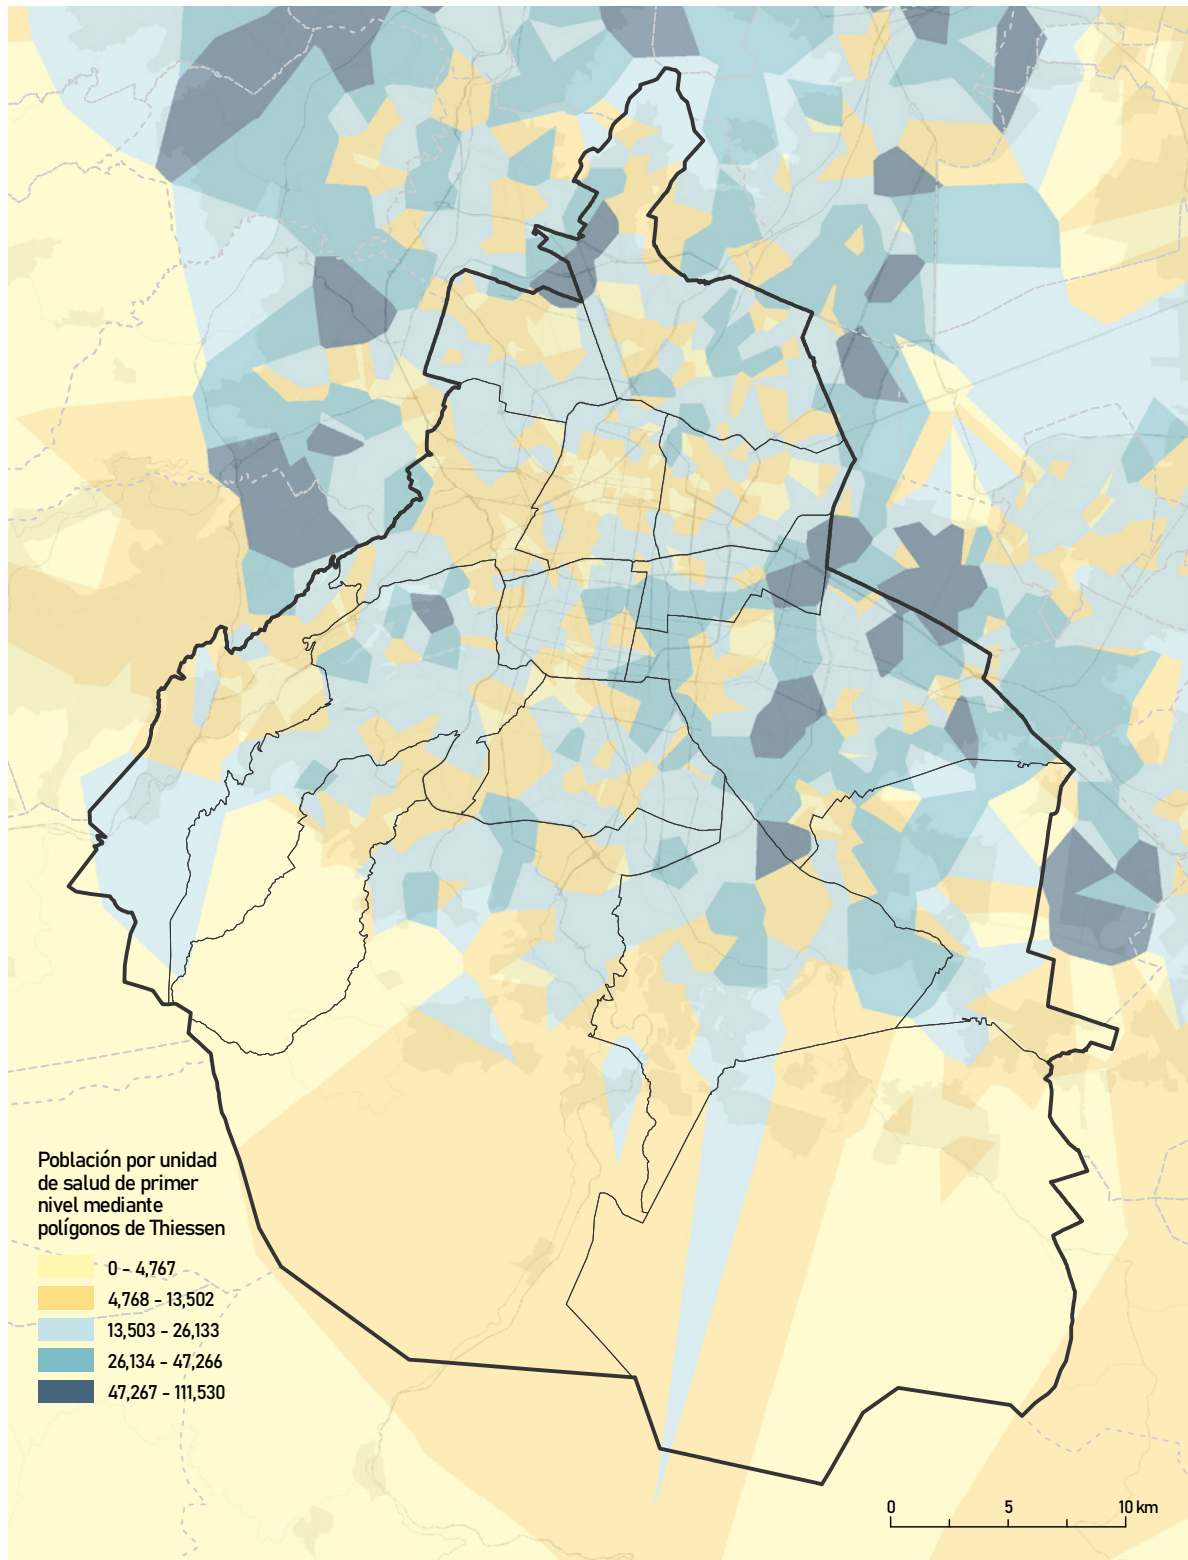 Población por unidad
de salud de primer
nivel mediante
polígonos de Thiessen
0 - 4,767
4,768 - 13,502
13,503 - 26,133
26,134 - 47,266
47,267 - 111,530
0 5 10 km